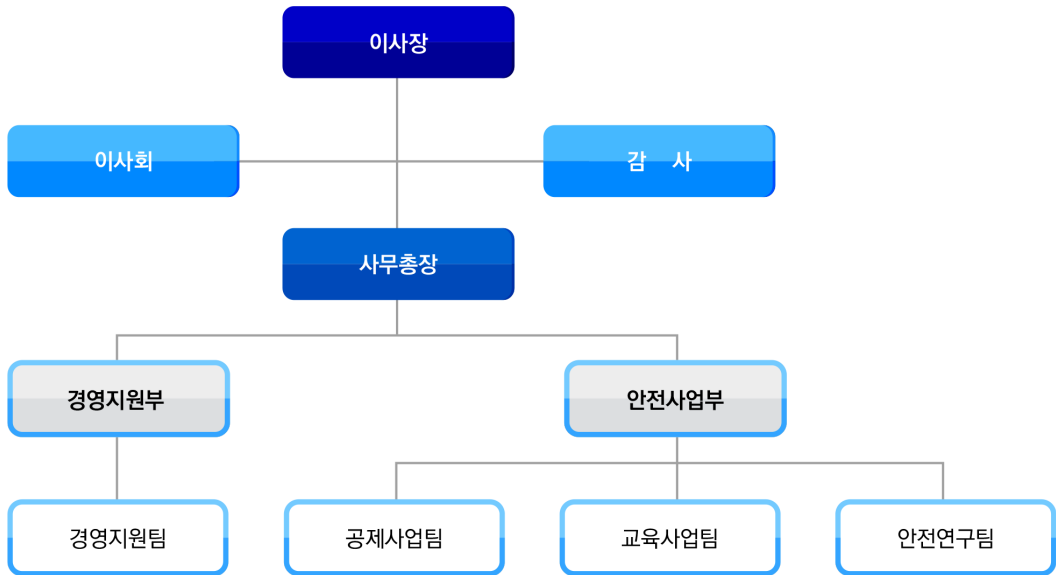 이사장
이사회
감 사
사무총장
경영지원부
안전사업부
경영지원팀
공제사업팀
교육사업팀
안전연구팀